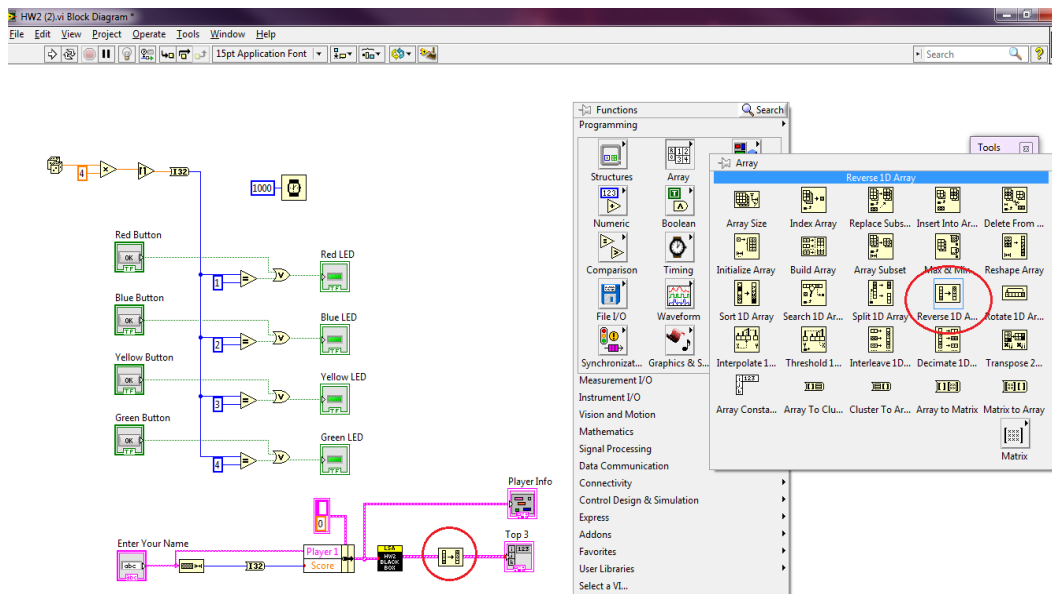 HW2 (2).vi Block Diagram *
File Edit View Project Operate Tools Window Help
15pt Application Font
Search
4
I32
1000
Red Button
OK
TF
Red LED
TF
1
Blue Button
OK
TF
Blue LED
TF
2
Yellow Button
OK
TF
Yellow LED
TF
3
Green Button
OK
TF
Green LED
TF
4
Enter Your Name
abc
I32
0
Player 1
Score
HW2
BLACK
BOX
Player Info
Top 3
Functions
Search
Programming
Structures
Array
Numeric
Boolean
Comparison
Timing
File I/O
Waveform
Synchronizat...
Graphics & S...
Measurement I/O
Instrument I/O
Vision and Motion
Mathematics
Signal Processing
Data Communication
Connectivity
Control Design & Simulation
Express
Addons
Favorites
User Libraries
Select a VI...
Array
Reverse 1D Array
Array Size Index Array Replace Subs... Insert Into Ar... Delete From ...
Initialize Array Build Array Array Subset Max & Min Reshape Array
Sort 1D Array Search 1D Ar... Split 1D Array Reverse 1D A... Rotate 1D Ar...
Interpolate 1... Threshold 1... Interleave 1D... Decimate 1D... Transpose 2...
Array Consta... Array To Clu... Cluster To Ar... Array to Matrix Matrix to Array
Matrix
Tools